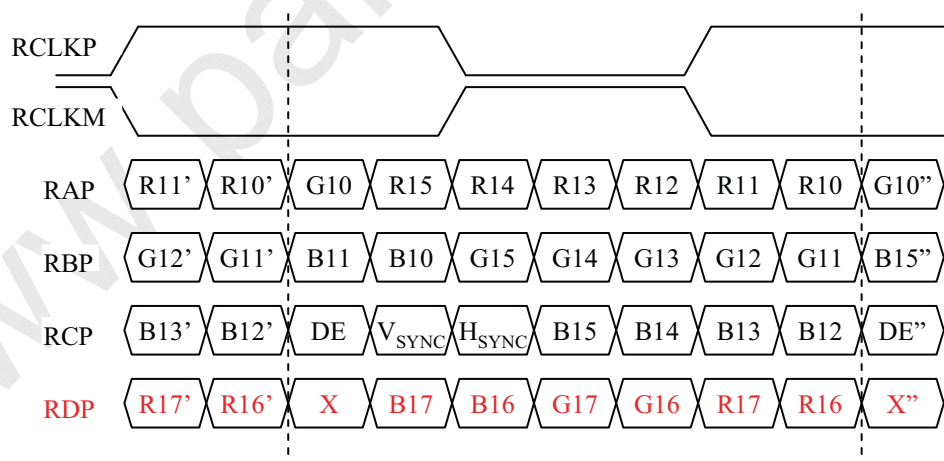 www.pa
RCLKP
RCLKM
RAP R11’ R10’ G10 R15 R14 R13 R12 R11 R10 G10”
RBP G12’ G11’ B11 B10 G15 G14 G13 G12 G11 B15”
RCP B13’ B12’ DE VSYNC HSYNC B15 B14 B13 B12 DE”
RDP R17’ R16’ X B17 B16 G17 G16 R17 R16 X”